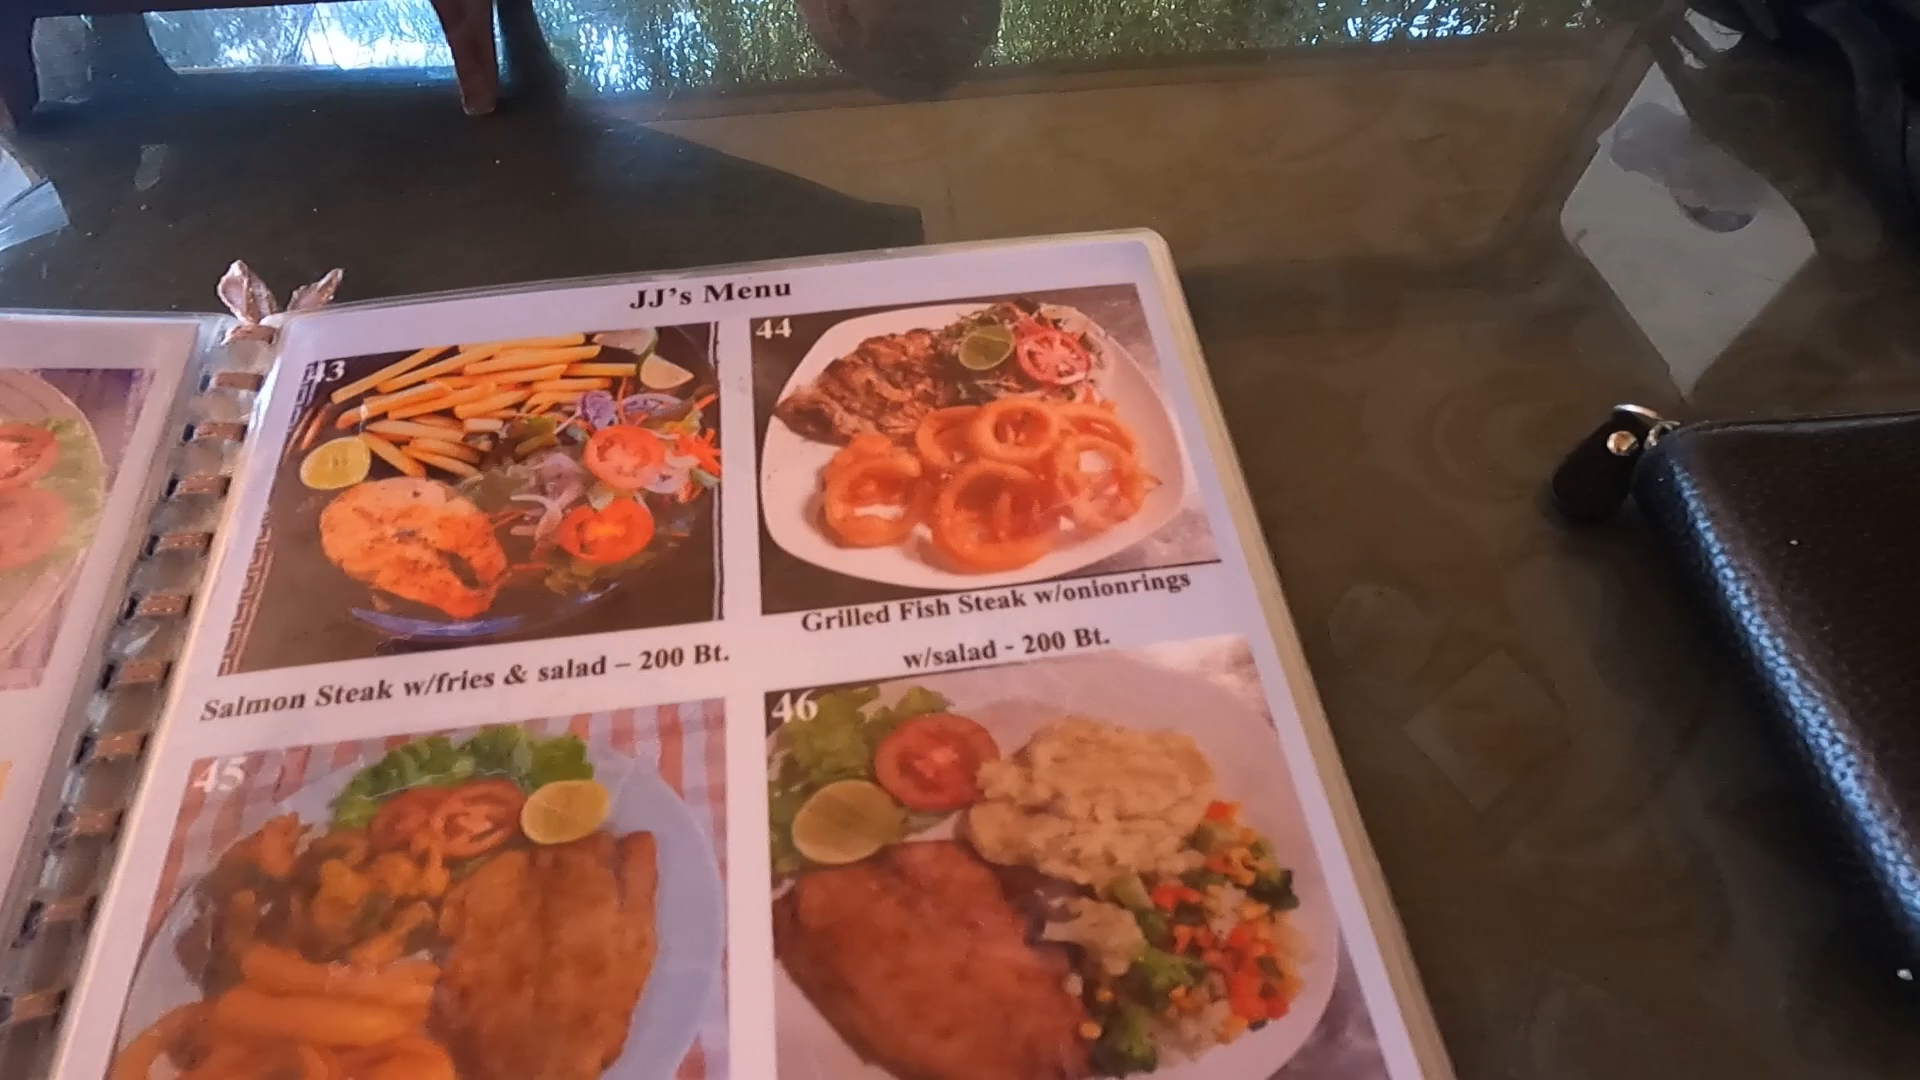 JJ's Menu
43
44
Salmon Steak w/fries & salad – 200 Bt.
Grilled Fish Steak w/onionrings
w/salad - 200 Bt.
45
46